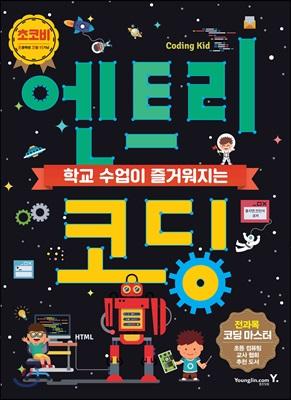 초코비
Coding Kid
엔트리
학교 수업이 즐거워지는
코딩
HTML
전과목
코딩 마스터
초등 컴퓨팅
교사 협회
추천 도서
Youngjin.com Y.